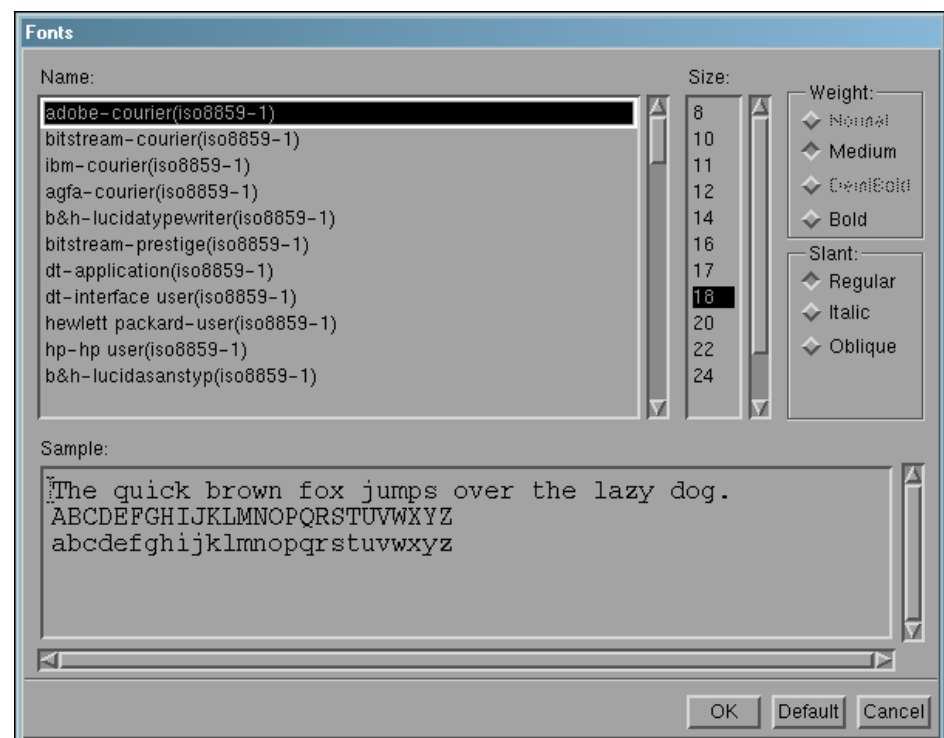 Fonts
Name:
adobe-courier(iso8859-1)
bitstream-courier(iso8859-1)
ibm-courier(iso8859-1)
agfa-courier(iso8859-1)
b&h-lucidatypewriter(iso8859-1)
bitstream-prestige(iso8859-1)
dt-application(iso8859-1)
dt-interface user(iso8859-1)
hewlett packard-user(iso8859-1)
hp-hp user(iso8859-1)
b&h-lucidasanstyp(iso8859-1)
Size:
8
10
11
12
14
16
17
18
20
22
24
Weight:
Normal
Medium
DemiBold
Bold
Slant:
Regular
Italic
Oblique
Sample:
The quick brown fox jumps over the lazy dog.
ABCDEFGHIJKLMNOPQRSTUVWXYZ
abcdefghijklmnopqrstuvwxyz
OK
Default
Cancel